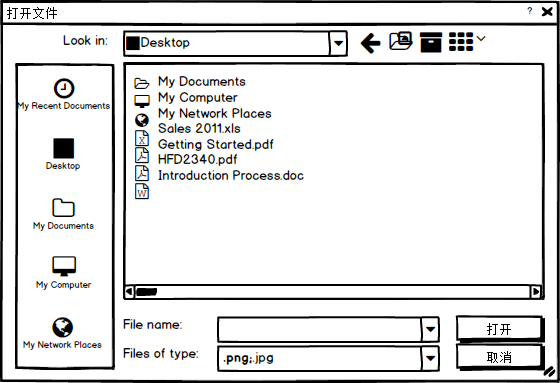 打开文件
?
Look in:
Desktop
My Recent Documents
Desktop
My Documents
My Computer
My Network Places
My Documents
My Computer
My Network Places
Sales 2011.xls
Getting Started.pdf
HFD2340.pdf
Introduction Process.doc
File name:
打开
Files of type:
.png;.jpg
取消